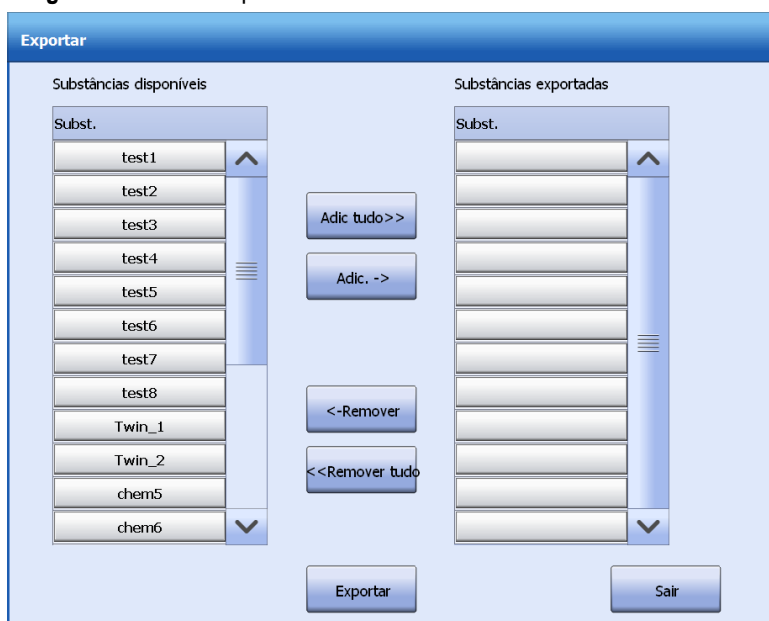 Exportar
Substâncias disponíveis
Substâncias exportadas
Subst.
Subst.
test1
test2
test3
test4
test5
test6
test7
test8
Twin_1
Twin_2
chem5
chem6
Adic tudo>>
Adic. ->
<-Remover
<<Remover tudo
Exportar
Sair